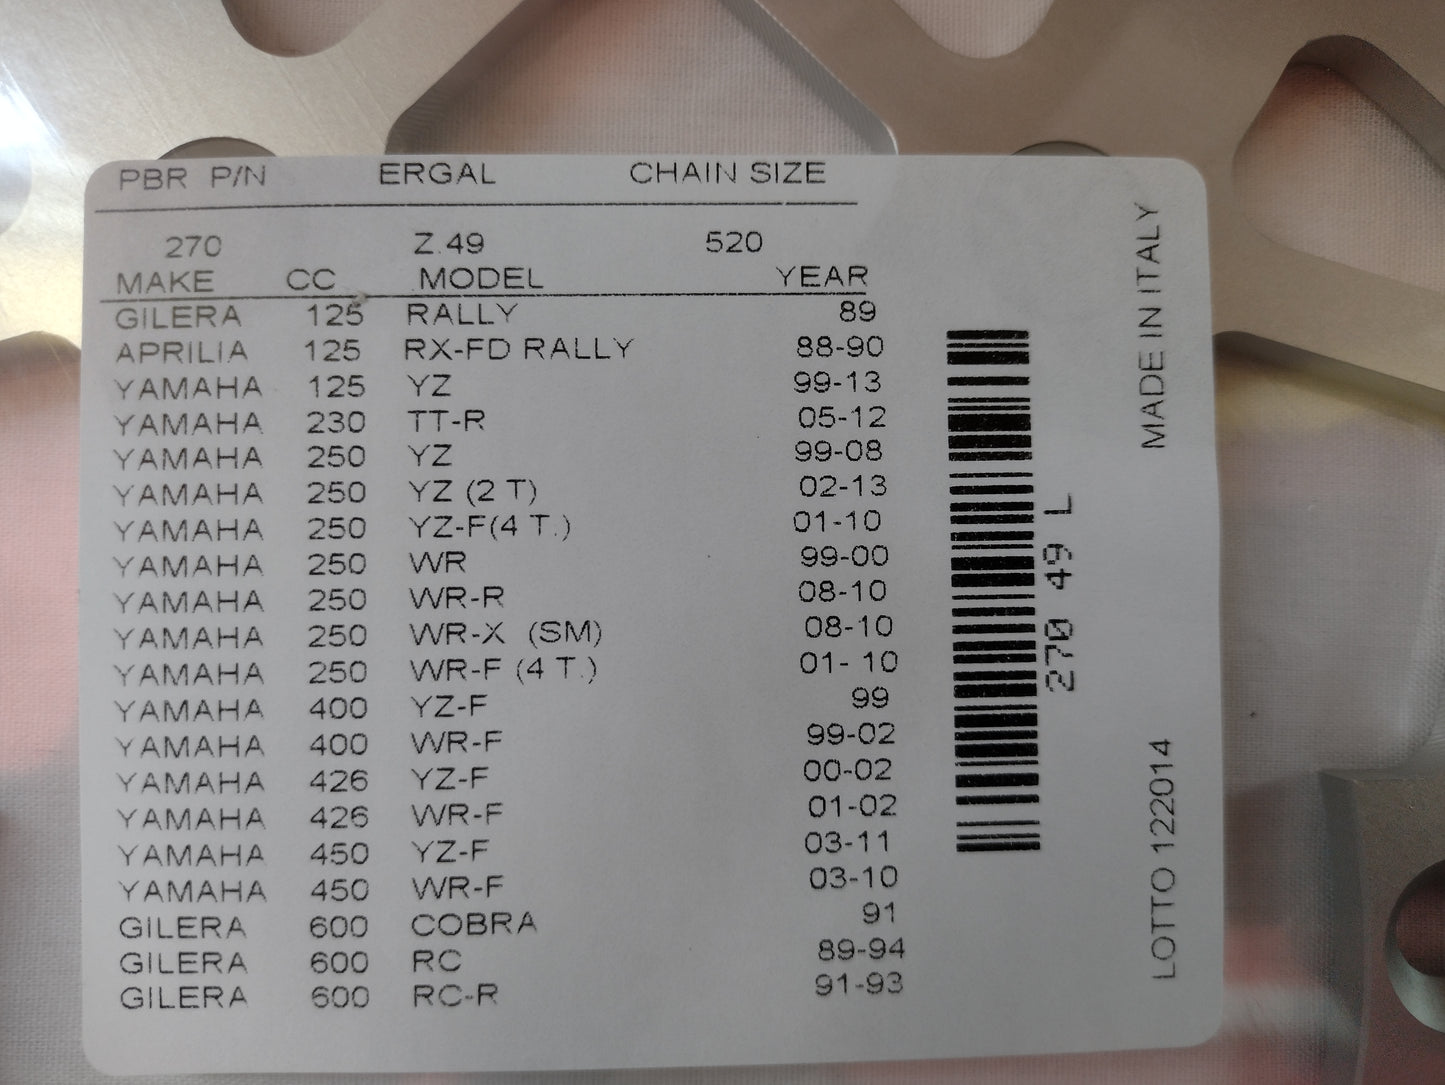 PBR P/N ERGAL CHAIN SIZE
270 Z.49 520
MAKE CC MODEL YEAR
GILERA 125 RALLY 89
APRILIA 125 RX-FD RALLY 88-90
YAMAHA 125 YZ 99-13
YAMAHA 230 TT-R 05-12
YAMAHA 250 YZ 99-08
YAMAHA 250 YZ (2 T) 02-13
YAMAHA 250 YZ-F(4 T.) 01-10
YAMAHA 250 WR 99-00
YAMAHA 250 WR-R 08-10
YAMAHA 250 WR-X (SM) 08-10
YAMAHA 250 WR-F (4 T.) 01- 10
YAMAHA 400 YZ-F 99
YAMAHA 400 WR-F 99-02
YAMAHA 426 YZ-F 00-02
YAMAHA 426 WR-F 01-02
YAMAHA 450 YZ-F 03-11
YAMAHA 450 WR-F 03-10
GILERA 600 COBRA 91
GILERA 600 RC 89-94
GILERA 600 RC-R 91-93
270 49 L
MADE IN ITALY
LOTTO 122014